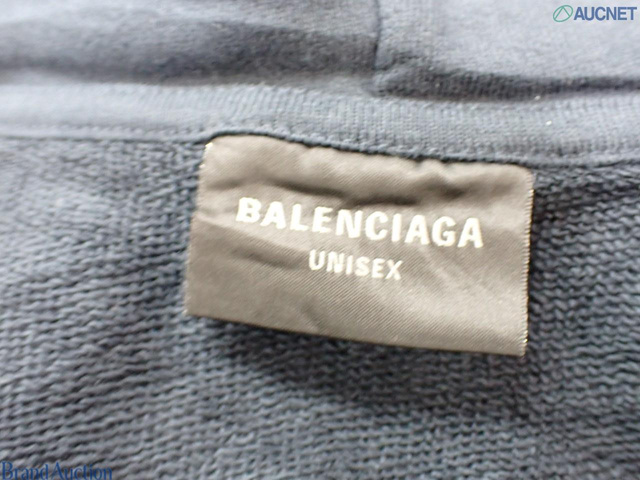 AUCNET
BALENCIAGA
UNISEX
Brand Auction